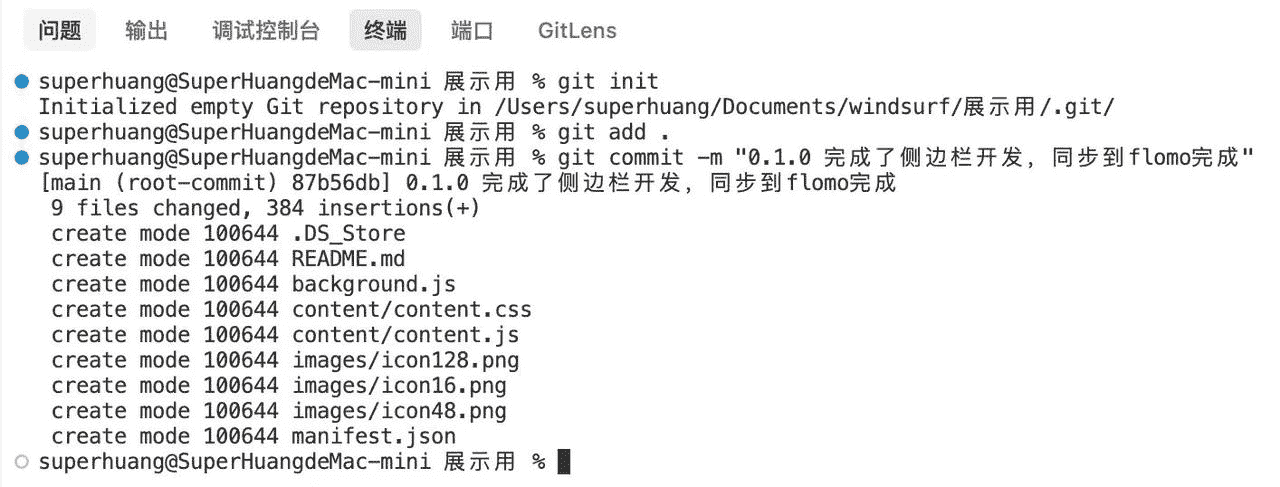 问题 输出 调试控制台 终端 端口 GitLens
superhuang@SuperHuangdeMac-mini 展示用 % git init
Initialized empty Git repository in /Users/superhuang/Documents/windsurf/展示用/.git/
superhuang@SuperHuangdeMac-mini 展示用 % git add .
superhuang@SuperHuangdeMac-mini 展示用 % git commit -m "0.1.0 完成了侧边栏开发，同步到flomo完成"
[main (root-commit) 87b56db] 0.1.0 完成了侧边栏开发，同步到flomo完成
 9 files changed, 384 insertions(+)
 create mode 100644 .DS_Store
 create mode 100644 README.md
 create mode 100644 background.js
 create mode 100644 content/content.css
 create mode 100644 content/content.js
 create mode 100644 images/icon128.png
 create mode 100644 images/icon16.png
 create mode 100644 images/icon48.png
 create mode 100644 manifest.json
superhuang@SuperHuangdeMac-mini 展示用 %